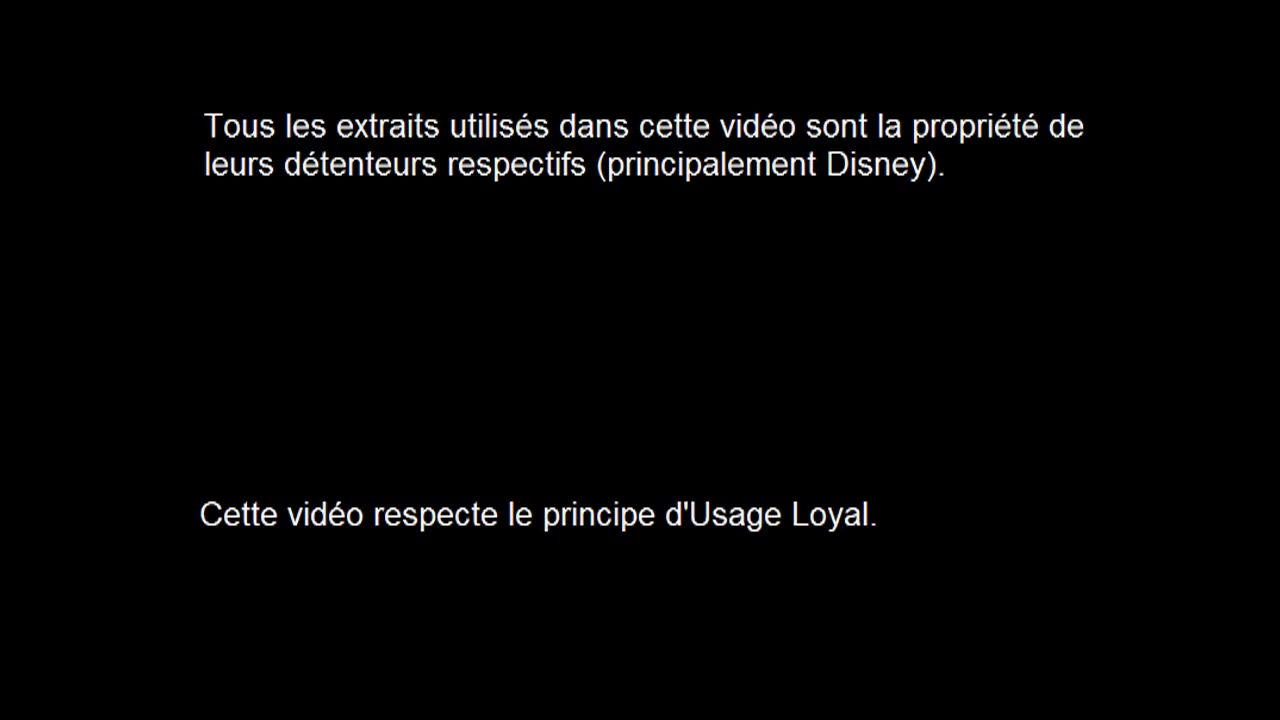 Tous les extraits utilisés dans cette vidéo sont la propriété de
leurs détenteurs respectifs (principalement Disney).
Cette vidéo respecte le principe d'Usage Loyal.